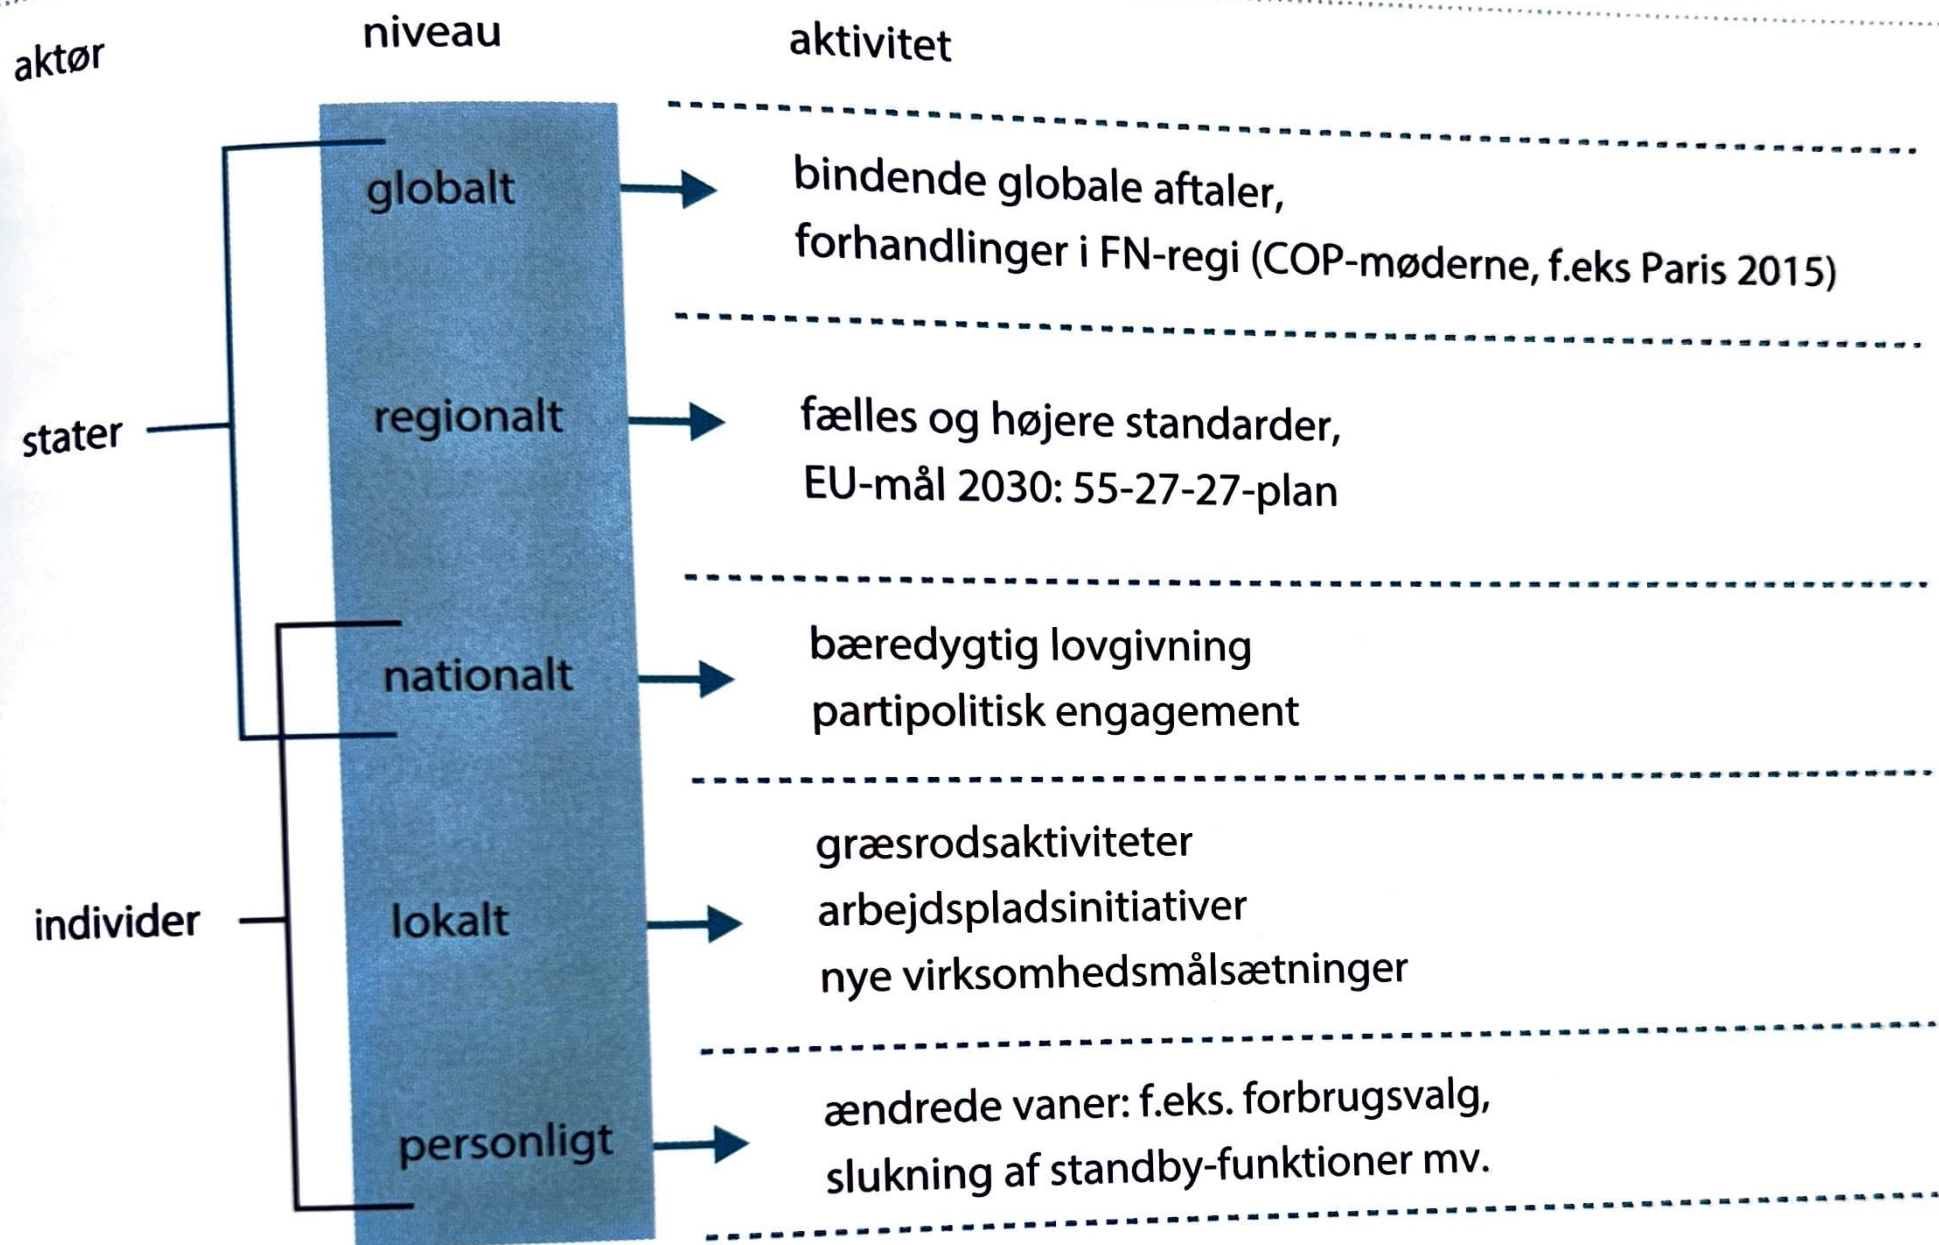 aktør niveau aktivitet
globalt
bindende globale aftaler,
forhandlinger i FN-regi (COP-møderne, f.eks Paris 2015)
stater
regionalt
fælles og højere standarder,
EU-mål 2030: 55-27-27-plan
nationalt
bæredygtig lovgivning
partipolitisk engagement
individer
lokalt
græsrodsaktiviteter
arbejdspladsinitiativer
nye virksomhedsmålsætninger
personligt
ændrede vaner: f.eks. forbrugsvalg,
slukning af standby-funktioner mv.